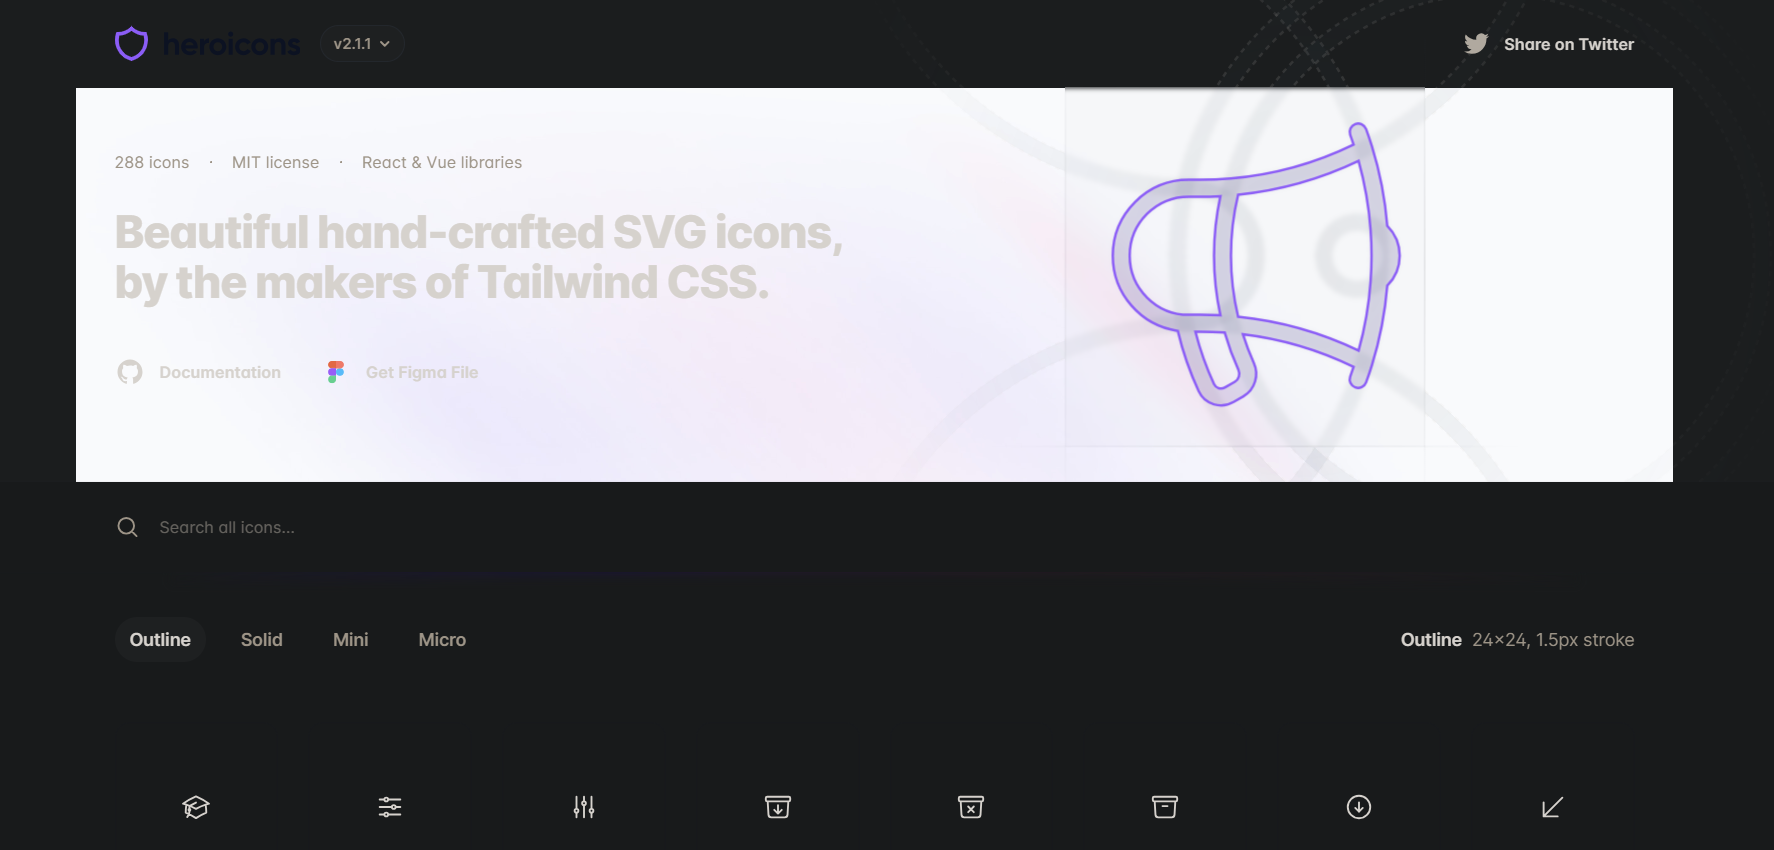 heroicons
v2.1.1
Share on Twitter
288 icons · MIT license · React & Vue libraries
Beautiful hand-crafted SVG icons,
by the makers of Tailwind CSS.
Documentation
Get Figma File
Search all icons...
Outline
Solid
Mini
Micro
Outline 24×24, 1.5px stroke